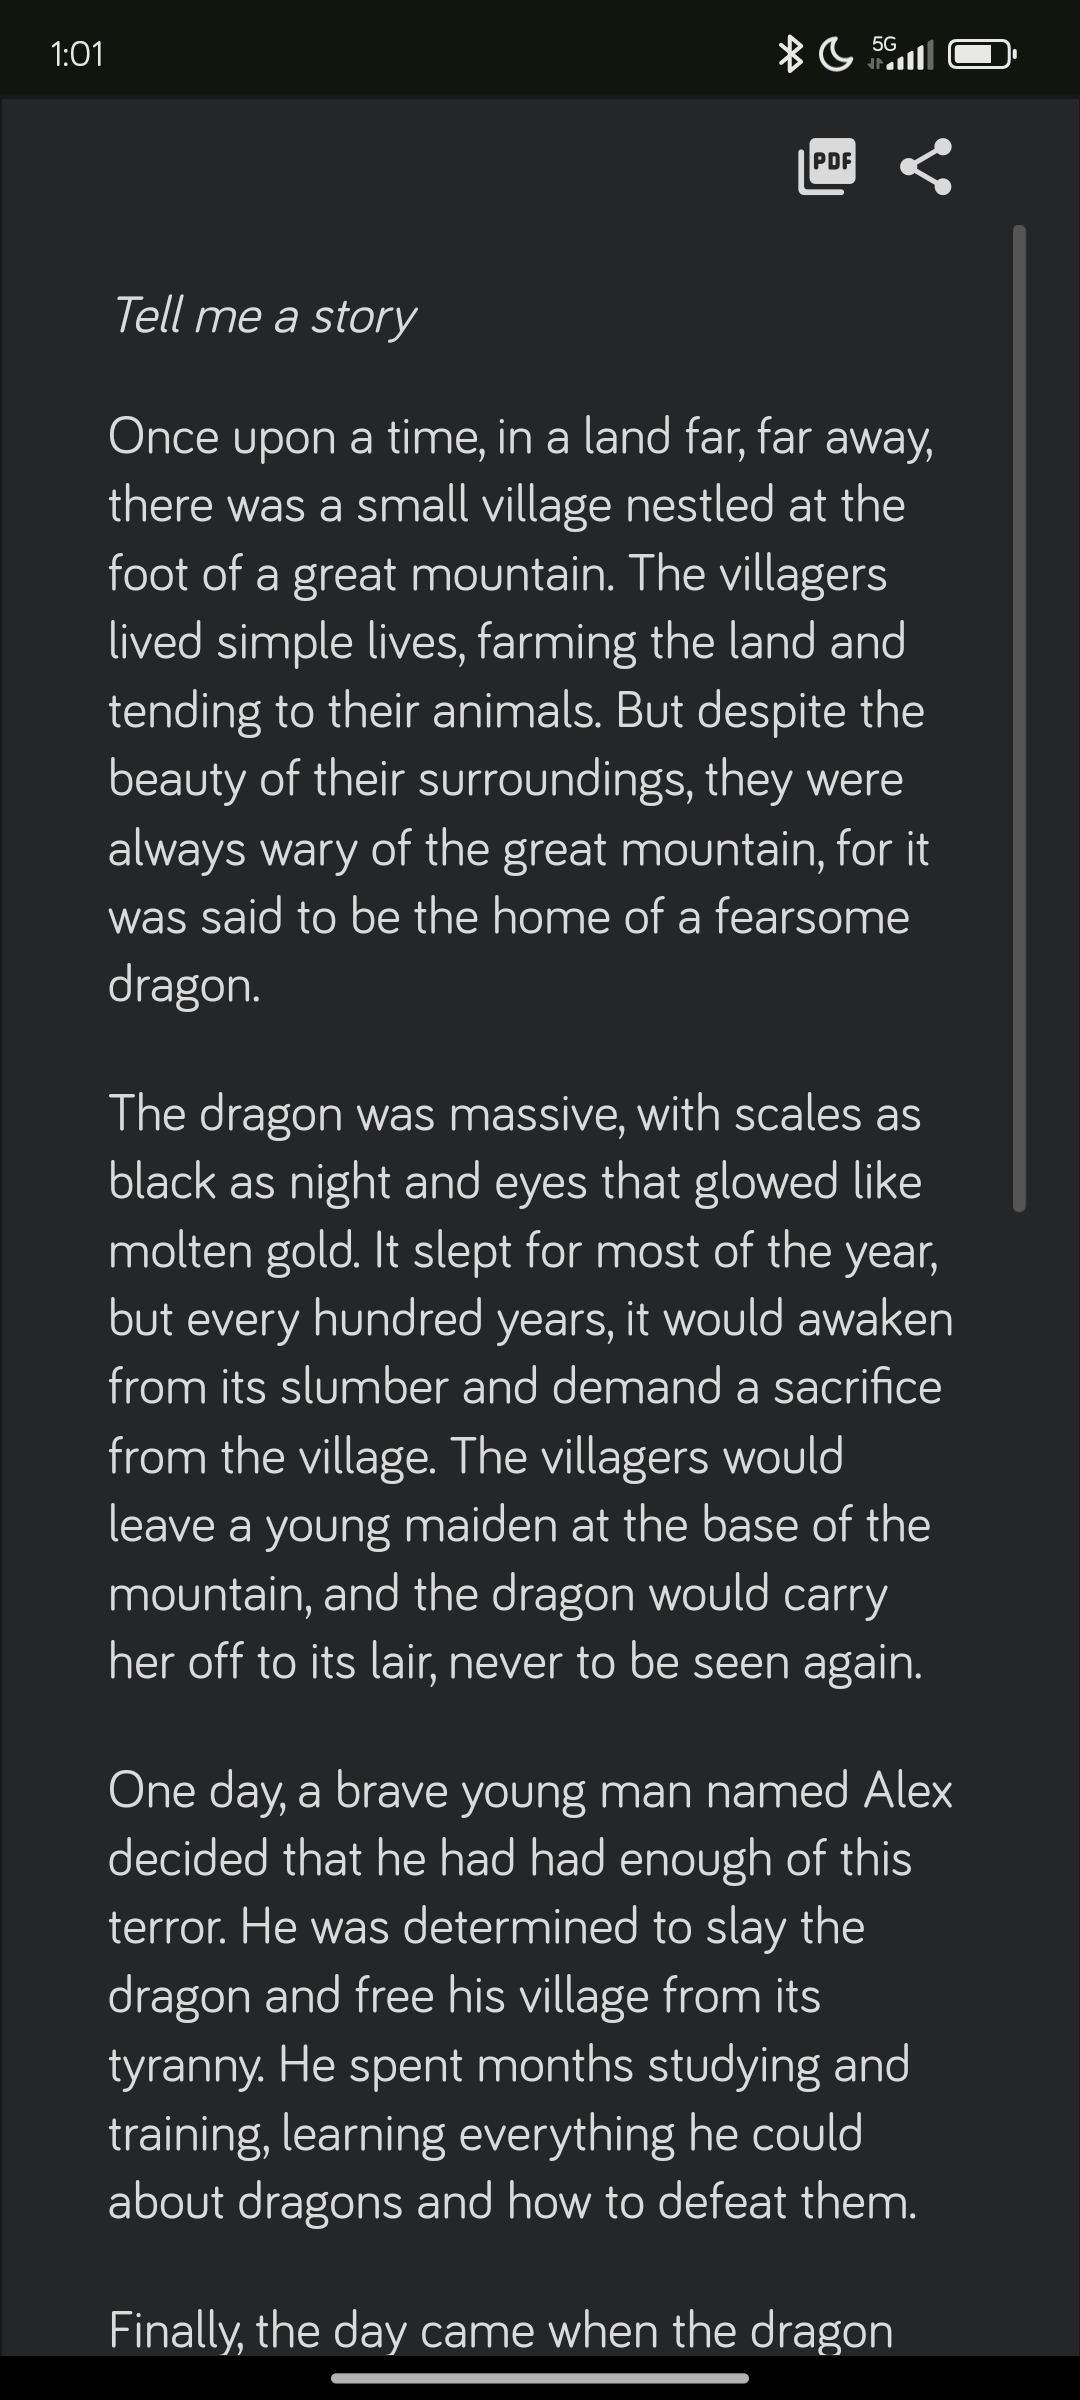 1:01
5G
PDF
Tell me a story
Once upon a time, in a land far, far away,
there was a small village nestled at the
foot of a great mountain. The villagers
lived simple lives, farming the land and
tending to their animals. But despite the
beauty of their surroundings, they were
always wary of the great mountain, for it
was said to be the home of a fearsome
dragon.
The dragon was massive, with scales as
black as night and eyes that glowed like
molten gold. It slept for most of the year,
but every hundred years, it would awaken
from its slumber and demand a sacrifice
from the village. The villagers would
leave a young maiden at the base of the
mountain, and the dragon would carry
her off to its lair, never to be seen again.
One day, a brave young man named Alex
decided that he had had enough of this
terror. He was determined to slay the
dragon and free his village from its
tyranny. He spent months studying and
training, learning everything he could
about dragons and how to defeat them.
Finally, the day came when the dragon